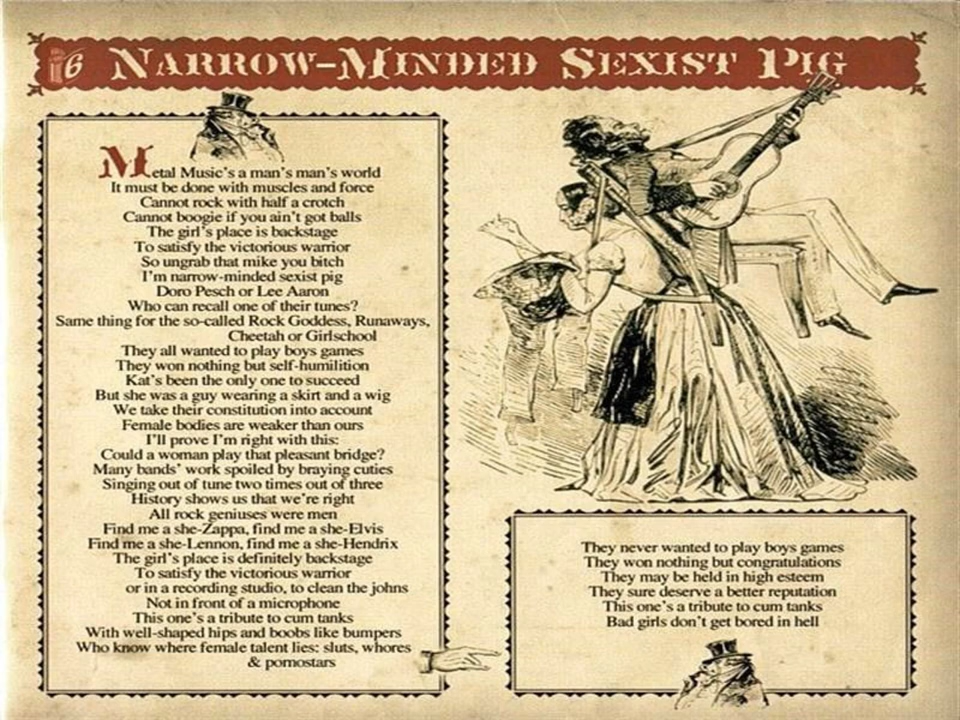 6 NARROW-MINDED SEXIST PIG
Metal Music's a man's man's world
It must be done with muscles and force
Cannot rock with half a crotch
Cannot boogie if you ain't got balls
The girl's place is backstage
To satisfy the victorious warrior
So ungrab that mike you bitch
I'm narrow-minded sexist pig
Doro Pesch or Lee Aaron
Who can recall one of their tunes?
Same thing for the so-called Rock Goddess, Runaways,
Cheetah or Girlschool
They all wanted to play boys games
They won nothing but self-humilition
Kat's been the only one to succeed
But she was a guy wearing a skirt and a wig
We take their constitution into account
Female bodies are weaker than ours
I'll prove I'm right with this:
Could a woman play that pleasant bridge?
Many bands' work spoiled by braying cuties
Singing out of tune two times out of three
History shows us that we're right
All rock geniuses were men
Find me a she-Zappa, find me a she-Elvis
Find me a she-Lennon, find me a she-Hendrix
The girl's place is definitely backstage
To satisfy the victorious warrior
or in a recording studio, to clean the johns
Not in front of a microphone
This one's a tribute to cum tanks
With well-shaped hips and boobs like bumpers
Who know where female talent lies: sluts, whores
& pornostars
They never wanted to play boys games
They won nothing but congratulations
They may be held in high esteem
They sure deserve a better reputation
This one's a tribute to cum tanks
Bad girls don't get bored in hell